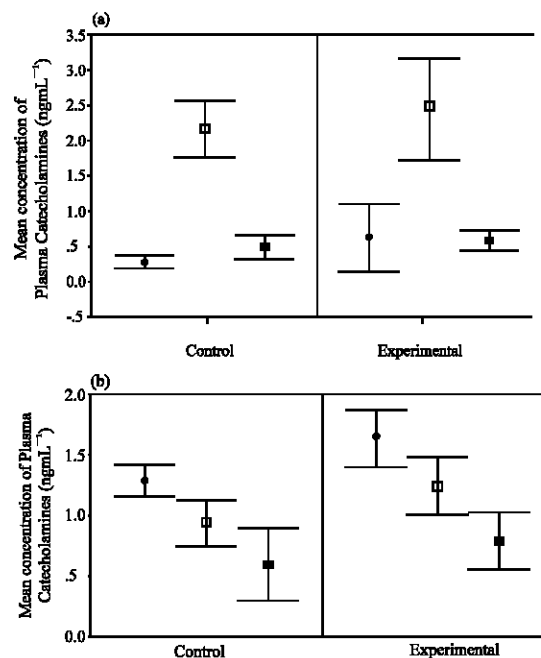 (a)
Mean concentration of
Plasma Catecholamines (ngmL⁻¹)
3.5
3.0
2.5
2.0
1.5
1.0
.5
0.0
-.5
Control
Experimental
(b)
Mean concentration of Plasma
Catecholamines (ngmL⁻¹)
2.0
1.5
1.0
.5
0.0
Control
Experimental